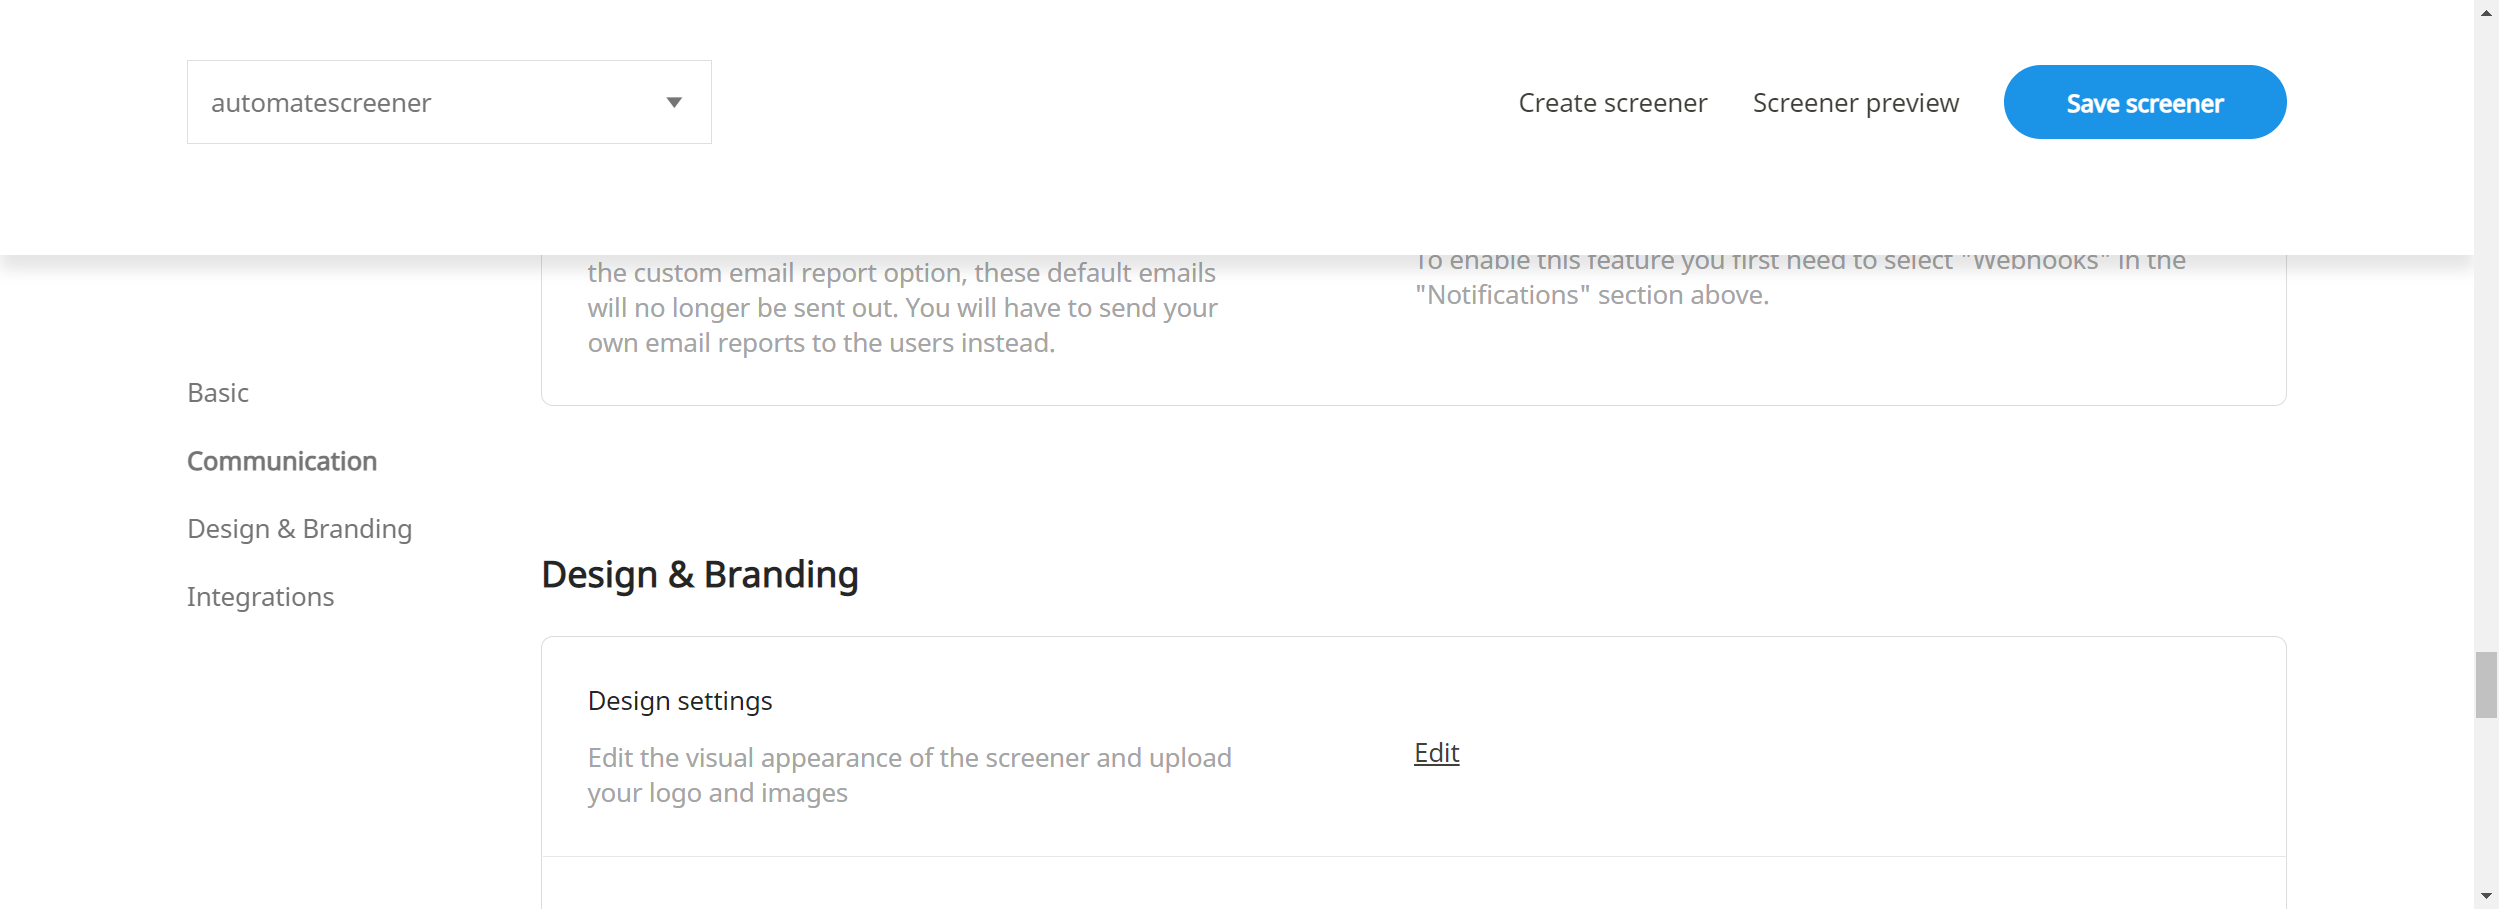 automatescreener
Create screener
Screener preview
Save screener
the custom email report option, these default emails
will no longer be sent out. You will have to send your
own email reports to the users instead.
To enable this feature you first need to select "Webhooks" in the
"Notifications" section above.
Basic
Communication
Design & Branding
Integrations
Design & Branding
Design settings
Edit the visual appearance of the screener and upload
your logo and images
Edit